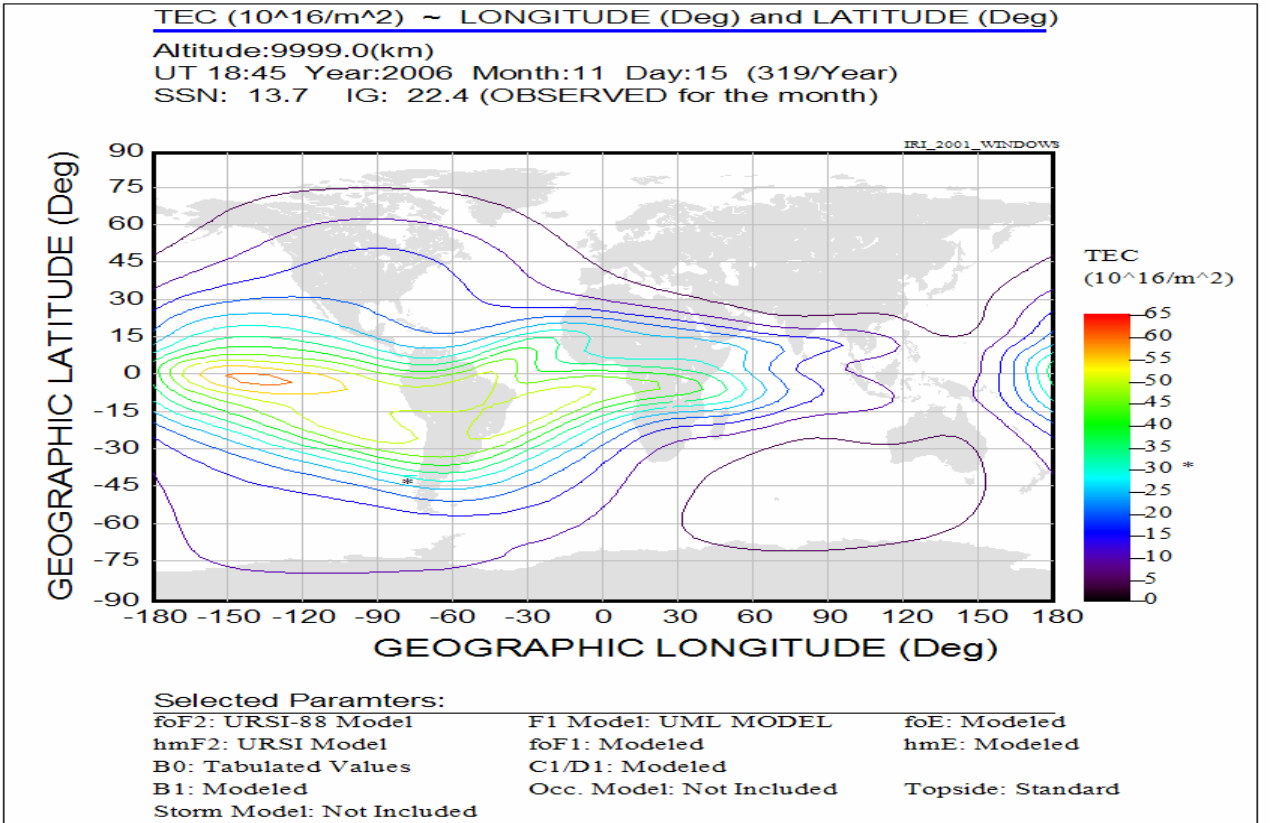 TEC (10^16/m^2) ~ LONGITUDE (Deg) and LATITUDE (Deg)
Altitude:9999.0(km)
UT 18:45 Year:2006 Month:11 Day:15 (319/Year)
SSN: 13.7 IG: 22.4 (OBSERVED for the month)
IRI_2001_WINDOWS
GEOGRAPHIC LATITUDE (Deg)
90
75
60
45
30
15
0
-15
-30
-45
-60
-75
-90
*
-180 -150 -120 -90 -60 -30 0 30 60 90 120 150 180
GEOGRAPHIC LONGITUDE (Deg)
TEC
(10^16/m^2)
65
60
55
50
45
40
35
30 *
25
20
15
10
5
0
Selected Paramters:
foF2: URSI-88 Model F1 Model: UML MODEL foE: Modeled
hmF2: URSI Model foF1: Modeled hmE: Modeled
B0: Tabulated Values C1/D1: Modeled
B1: Modeled Occ. Model: Not Included Topside: Standard
Storm Model: Not Included